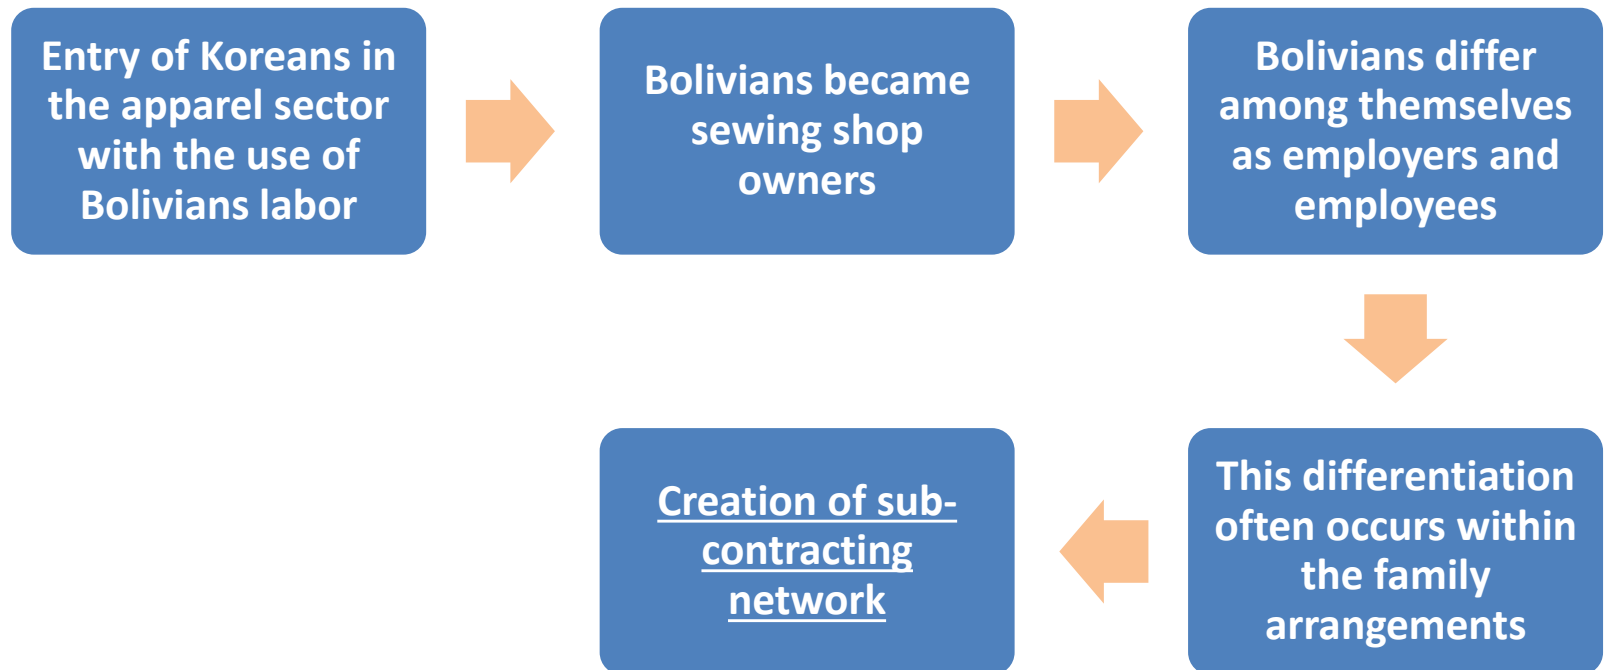 Entry of Koreans in
the apparel sector
with the use of
Bolivians labor
Bolivians became
sewing shop
owners
Bolivians differ
among themselves
as employers and
employees
This differentiation
often occurs within
the family
arrangements
Creation of sub-
contracting
network